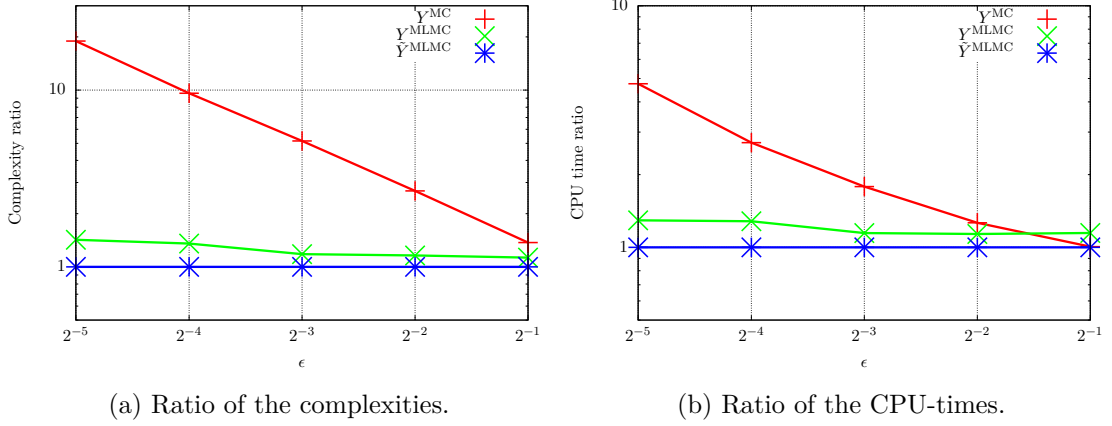 Y^MC
Y^MLMC
Ỹ^MLMC
10
1
Complexity ratio
2^−5
2^−4
2^−3
2^−2
2^−1
ϵ
(a) Ratio of the complexities.
Y^MC
Y^MLMC
Ỹ^MLMC
10
1
CPU time ratio
2^−5
2^−4
2^−3
2^−2
2^−1
ϵ
(b) Ratio of the CPU-times.